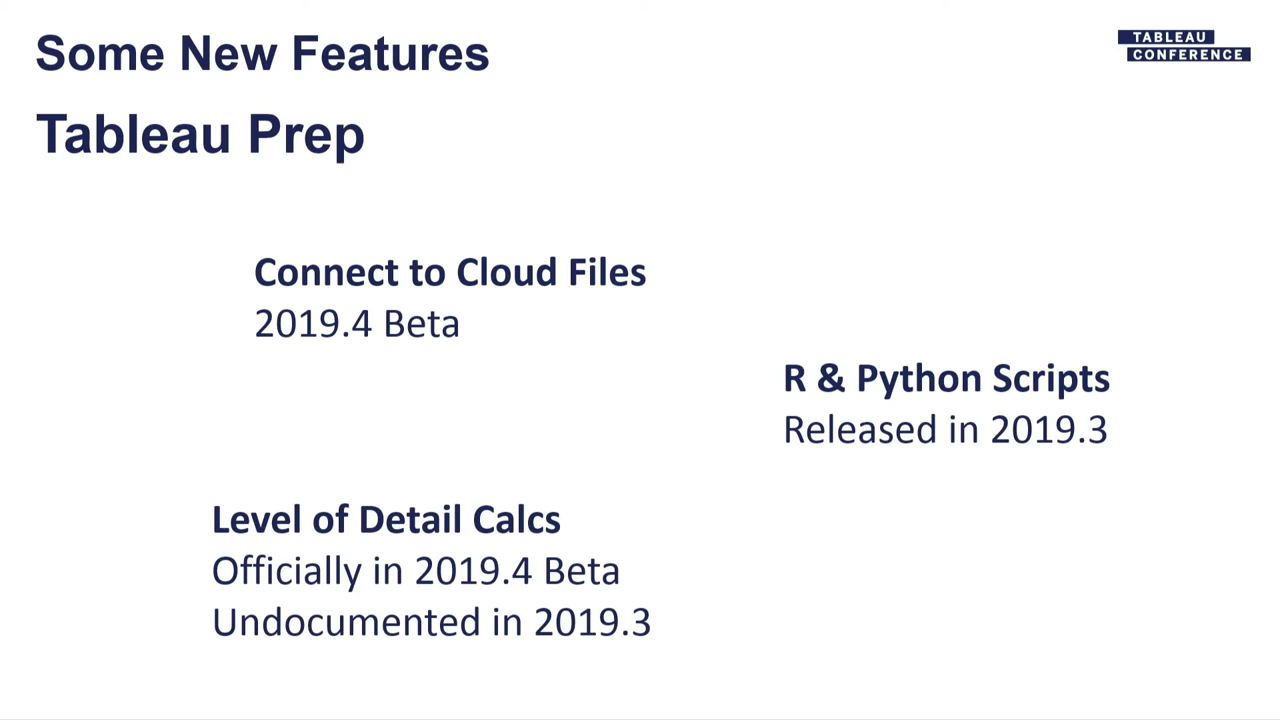 Some New Features
TABLEAU
CONFERENCE
Tableau Prep
Connect to Cloud Files
2019.4 Beta
R & Python Scripts
Released in 2019.3
Level of Detail Calcs
Officially in 2019.4 Beta
Undocumented in 2019.3